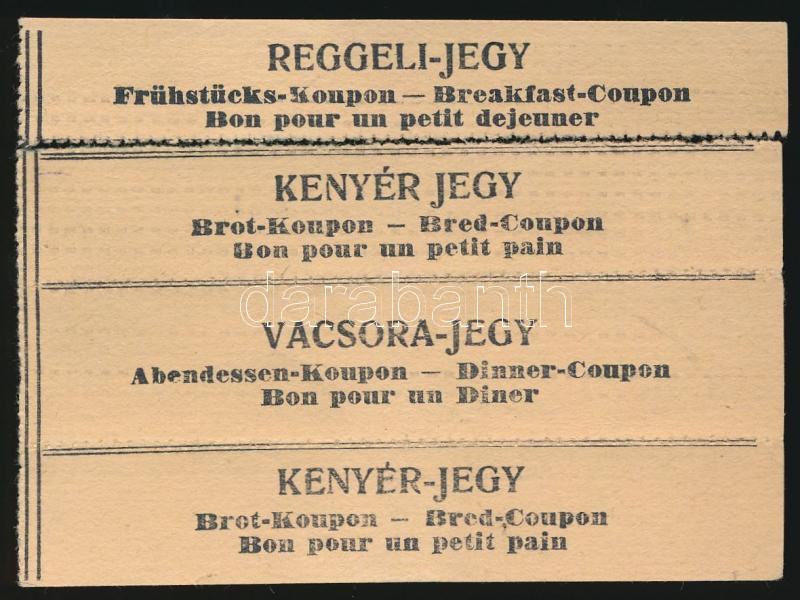 REGGELI-JEGY
Frühstücks-Koupon — Breakfast-Coupon
Bon pour un petit dejeuner
KENYÉR JEGY
Brot-Koupon — Bred-Coupon
Bon pour un petit pain
darabanth
VACSORA-JEGY
Abendessen-Koupon — Dinner-Coupon
Bon pour un Diner
KENYÉR-JEGY
Brot-Koupon — Bred-Coupon
Bon pour un petit pain